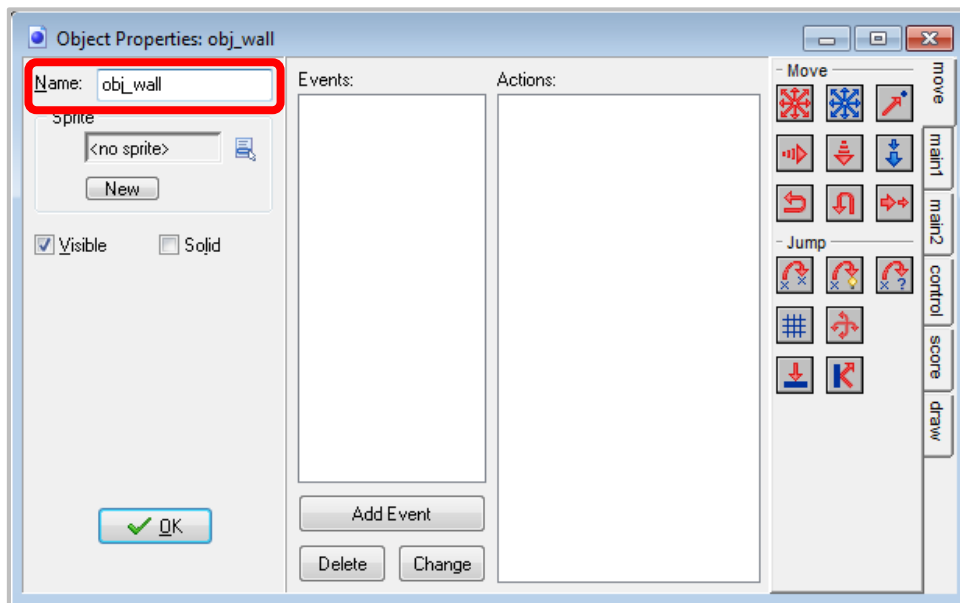 Object Properties: obj_wall
Name: obj_wall
Sprite
<no sprite>
New
Visible Solid
OK
Events:
Add Event
Delete Change
Actions:
Move
Jump
move
main1
main2
control
score
draw